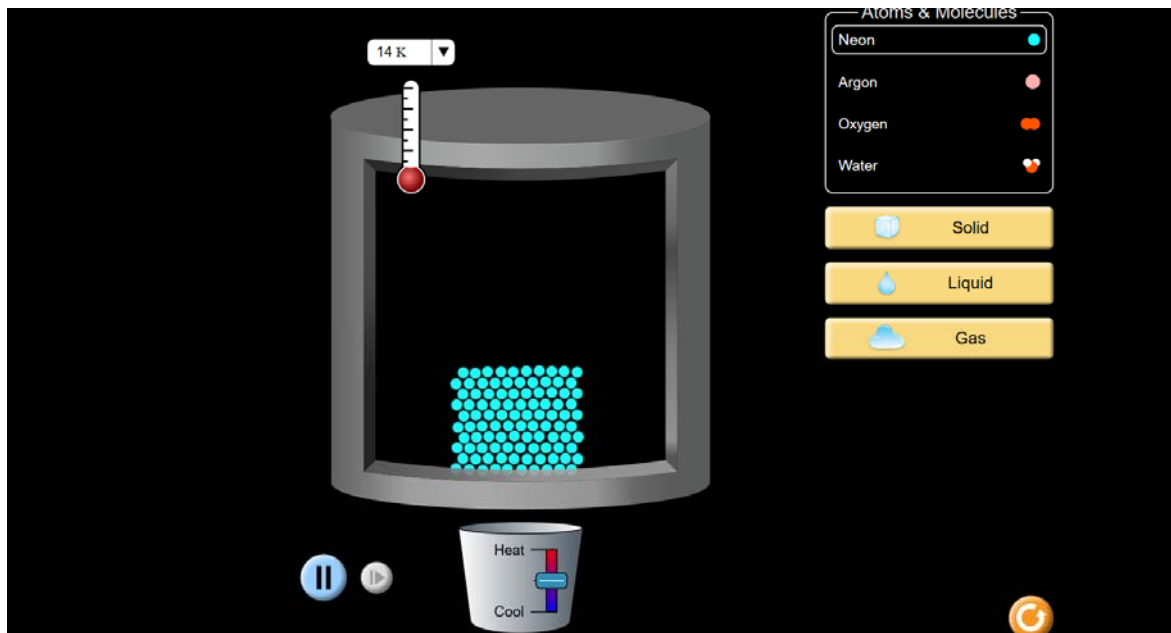 Atoms & Molecules
14 K
Neon
Argon
Oxygen
Water
Solid
Liquid
Gas
Heat
Cool